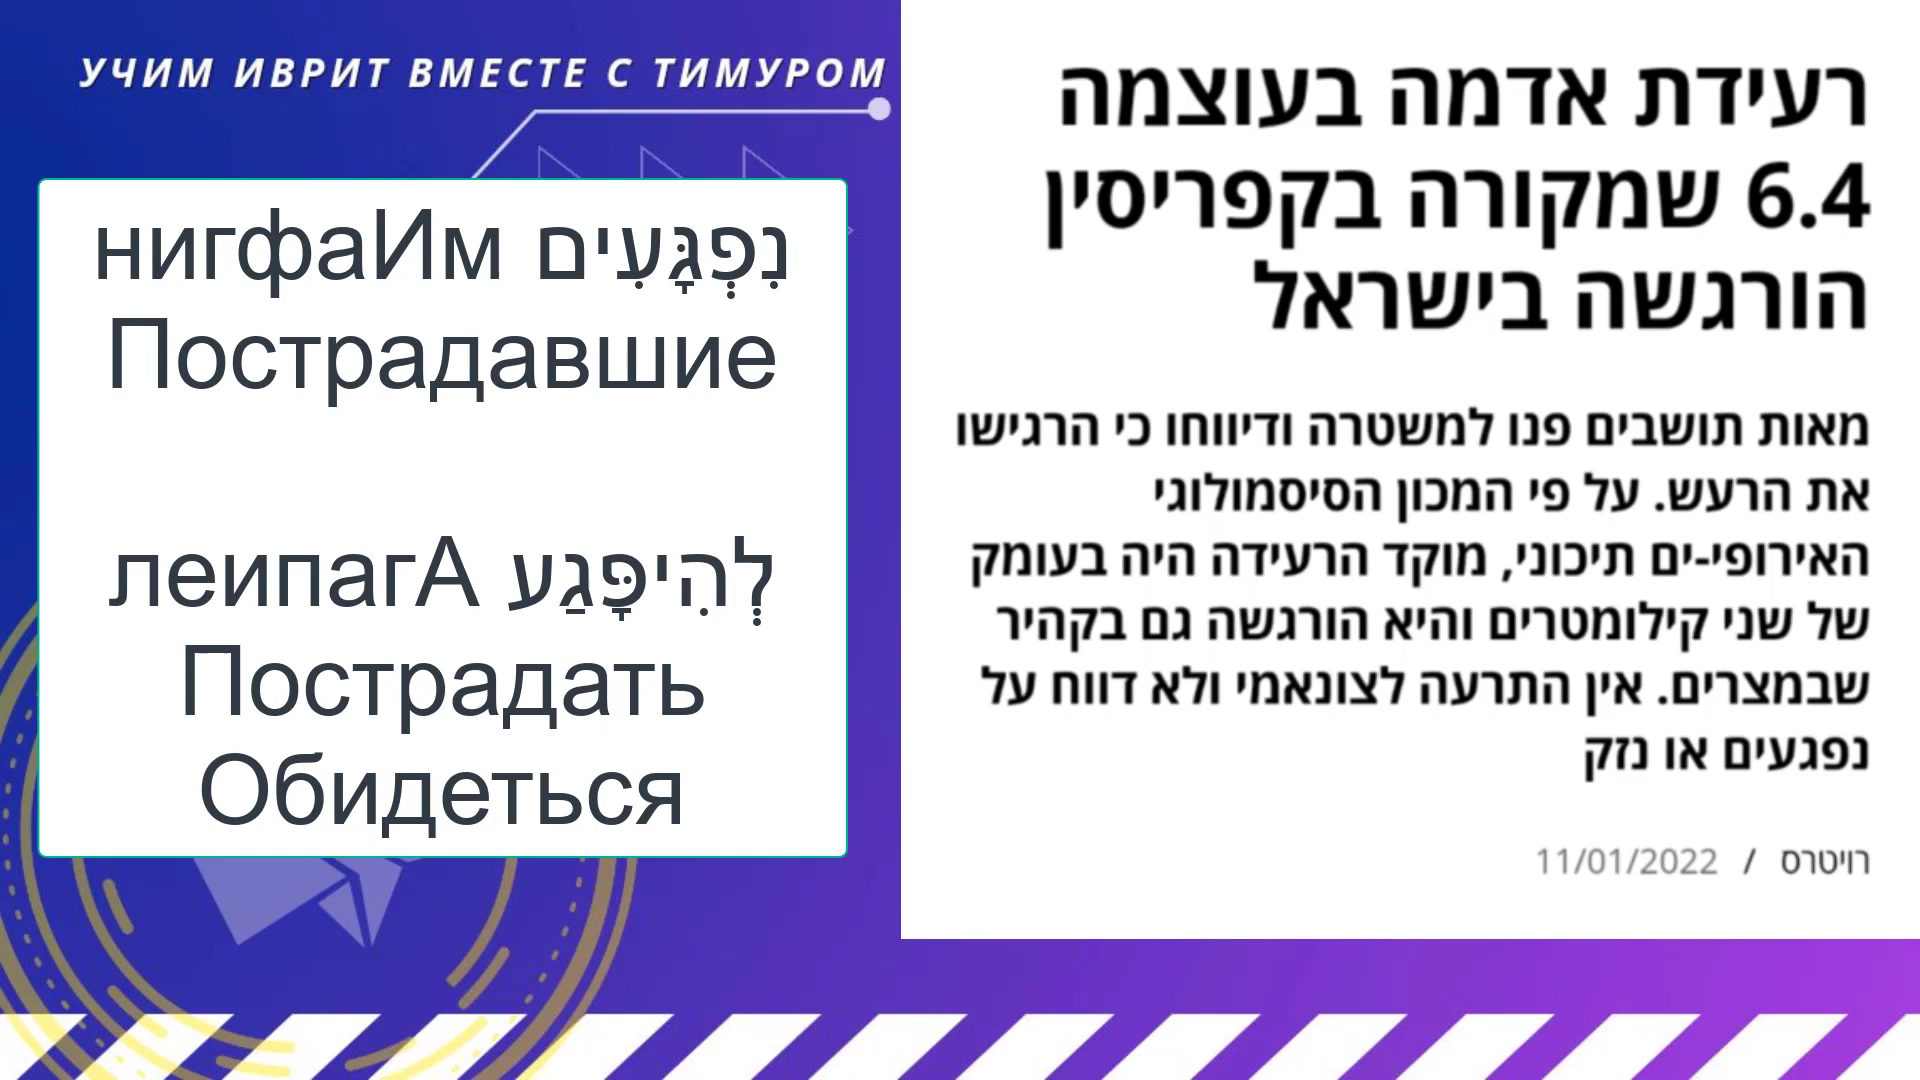 УЧИМ ИВРИТ ВМЕСТЕ С ТИМУРОМ
нигфаИм נִפְגָּעִים
Пострадавшие
леипагА לְהִיפָּגַע
Пострадать
Обидеться
רעידת אדמה בעוצמה
6.4 שמקורה בקפריסין
הורגשה בישראל
מאות תושבים פנו למשטרה ודיווחו כי הרגישו
את הרעש. על פי המכון הסיסמולוגי
האירופי-ים תיכוני, מוקד הרעידה היה בעומק
של שני קילומטרים והיא הורגשה גם בקהיר
שבמצרים. אין התרעה לצונאמי ולא דווח על
נפגעים או נזק
רויטרס / 11/01/2022